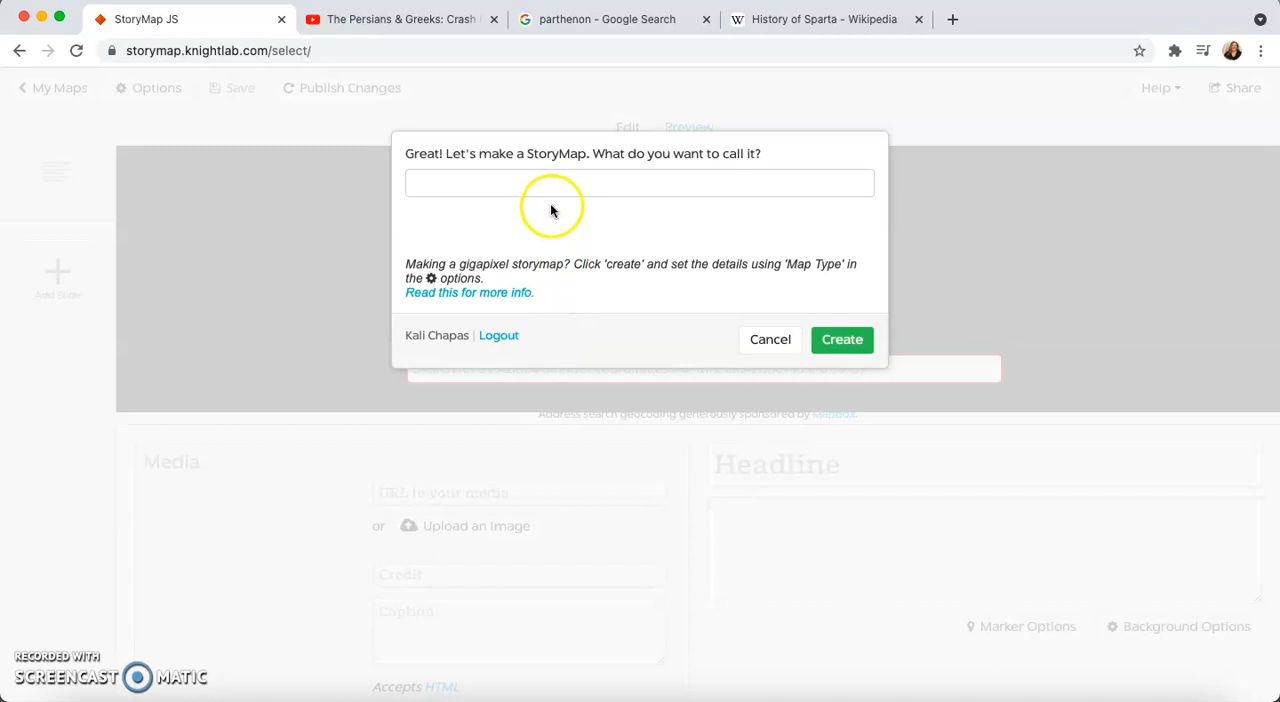 StoryMap JS
The Persians & Greeks: Crash
parthenon - Google Search
History of Sparta - Wikipedia
storymap.knightlab.com/select/
My Maps
Options
Save
Publish Changes
Help
Share
Edit
Preview
Great! Let's make a StoryMap. What do you want to call it?
Making a gigapixel storymap? Click 'create' and set the details using 'Map Type' in
the options.
Read this for more info.
Kali Chapas | Logout
Cancel
Create
Add Slide
Address search geocoding generously sponsored by Mapbox.
Media
Headline
URL to your media
or
Upload an Image
Credit
Caption
Marker Options
Background Options
Accepts HTML
RECORDED WITH
SCREENCAST MATIC